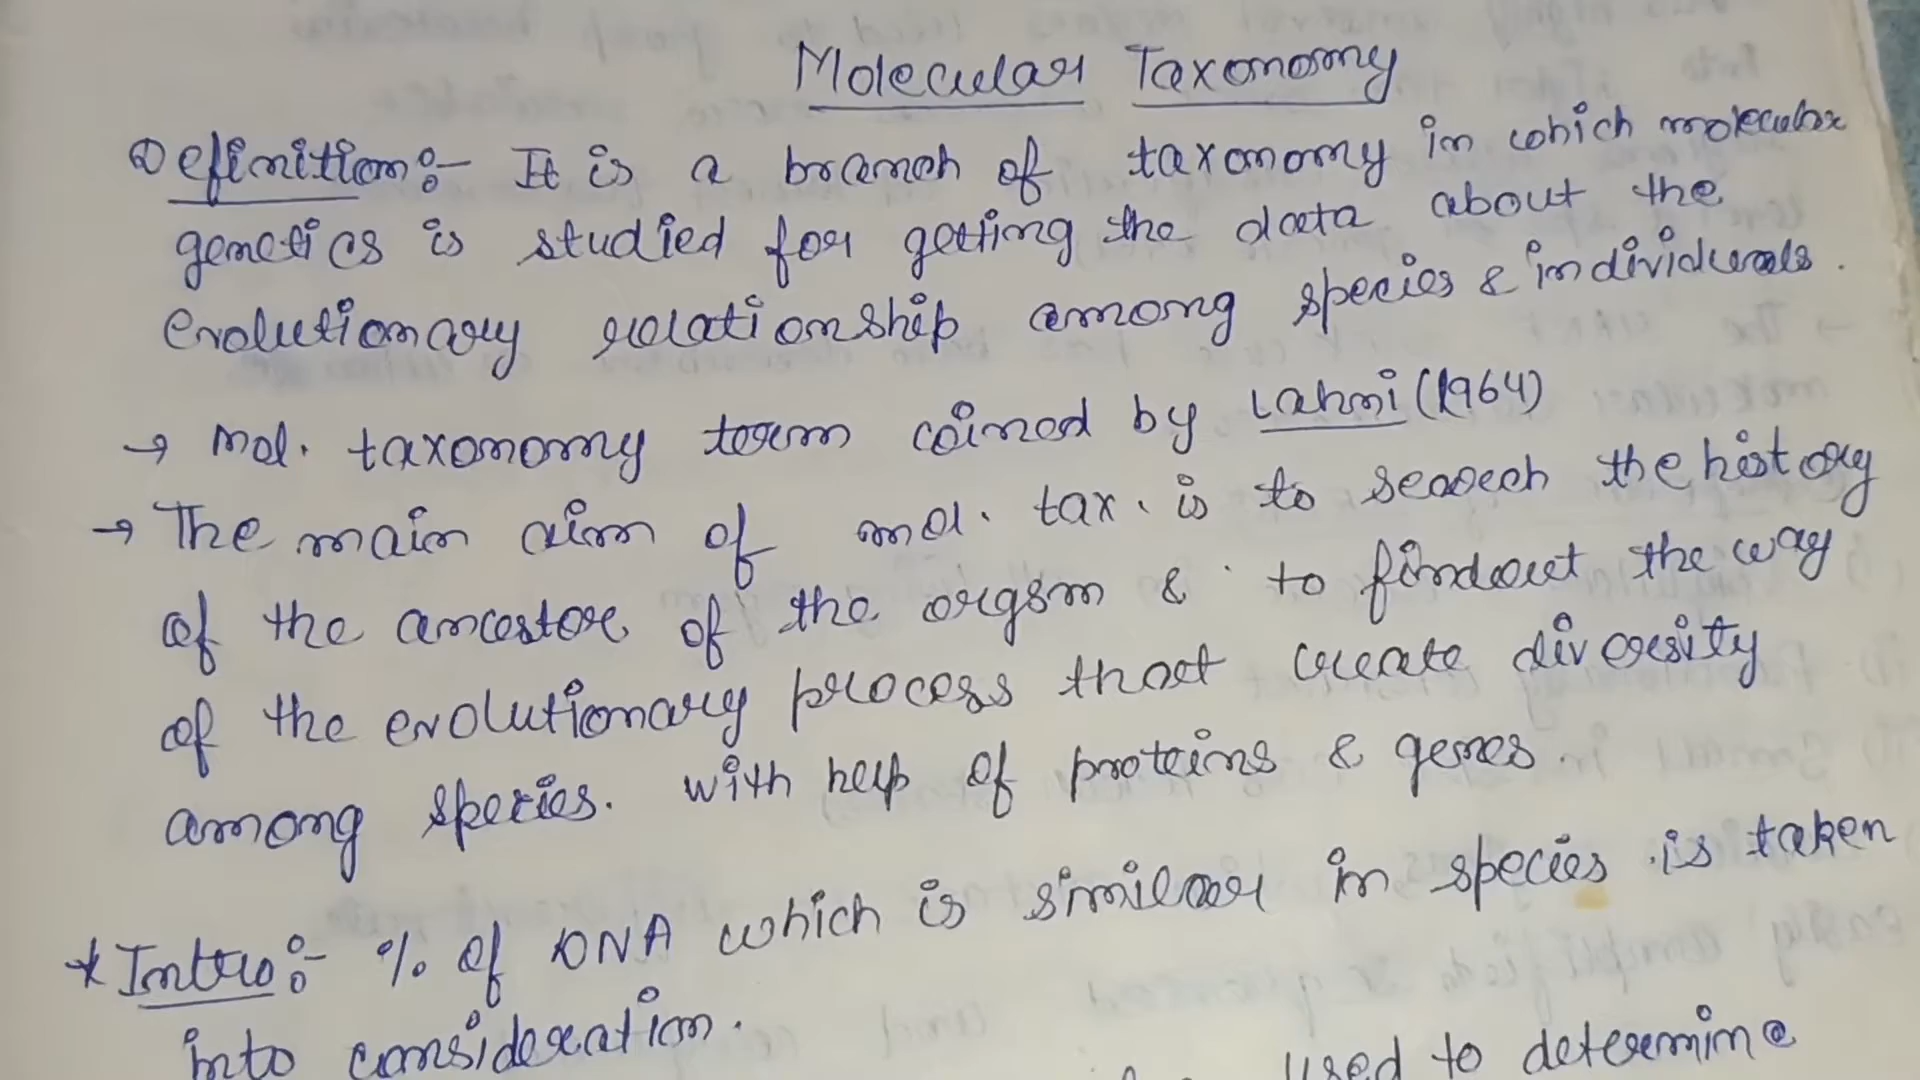 Molecular Taxonomy
Definition:- It is a branch of taxonomy in which molecular
genetics is studied for getting the data about the
evolutionary relationship among species & individuals.
→ mol. taxonomy term coined by Lahni (1964)
→ The main aim of mol. tax. is to search the history
of the ancestore of the orgsm & to findout the way
of the evolutionary process that create diversity
among species. with help of proteins & genes.
* Intro:- % of DNA which is similar in species is taken
into consideration.
used to determine